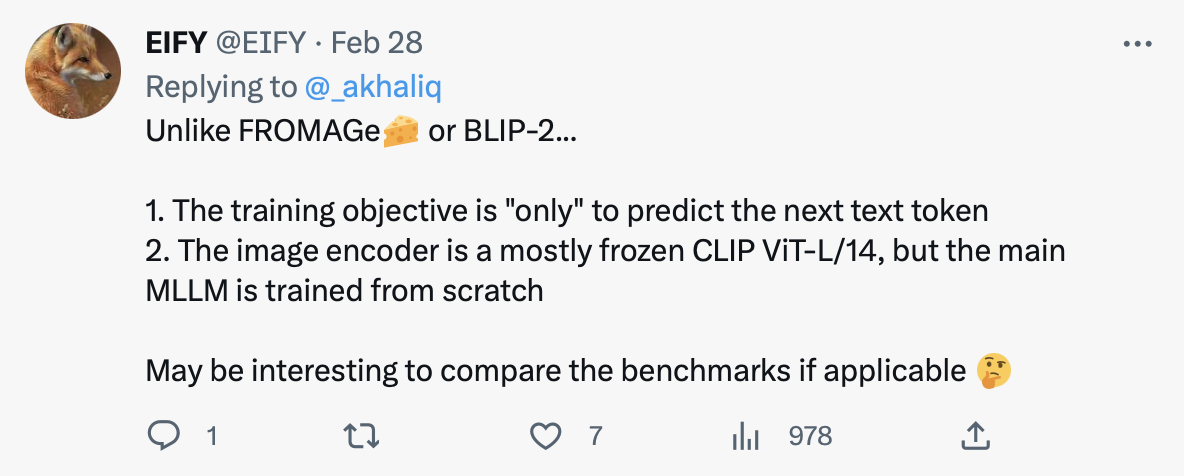 EIFY @EIFY · Feb 28
Replying to @_akhaliq
Unlike FROMAGe🧀 or BLIP-2...
1. The training objective is "only" to predict the next text token
2. The image encoder is a mostly frozen CLIP ViT-L/14, but the main
MLLM is trained from scratch
May be interesting to compare the benchmarks if applicable 🤔
1 7 978